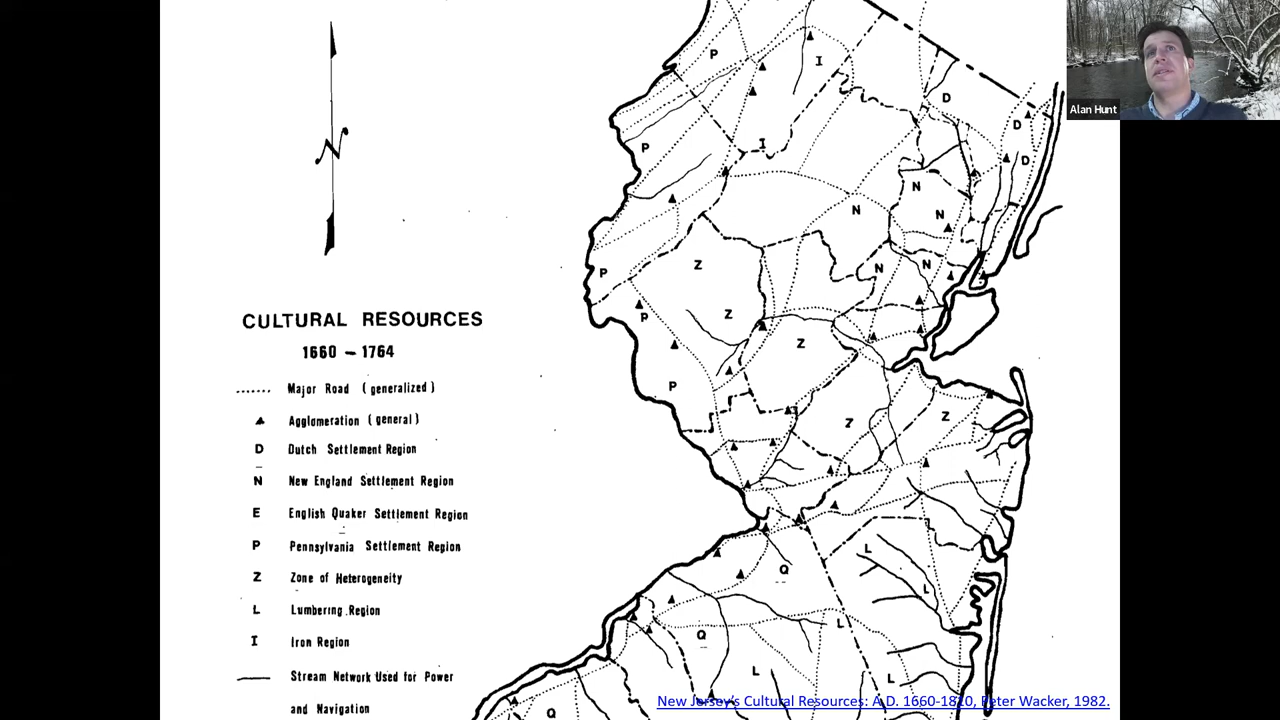 Alan Hunt
N
CULTURAL RESOURCES
1660 – 1764
Major Road (generalized)
Agglomeration (general)
D Dutch Settlement Region
N New England Settlement Region
E English Quaker Settlement Region
P Pennsylvania Settlement Region
Z Zone of Heterogeneity
L Lumbering Region
I Iron Region
Stream Network Used for Power
and Navigation
P
I
D
D
I
P
D
N
N
N
Z
P
N
N
Z
P
Z
P
Z
Z
L
Q
L
L
Q
L
L
Q
New Jersey's Cultural Resources: A.D. 1660-1810, Peter Wacker, 1982.